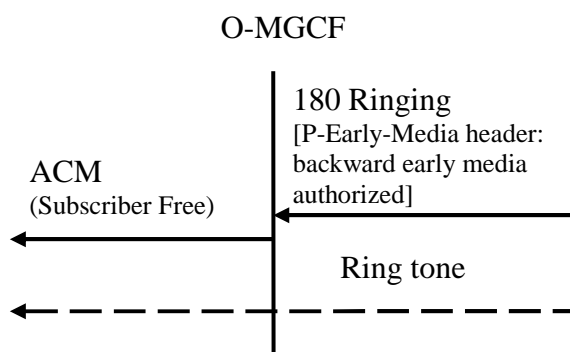 O-MGCF
180 Ringing
[P-Early-Media header:
backward early media
authorized]
ACM
(Subscriber Free)
Ring tone